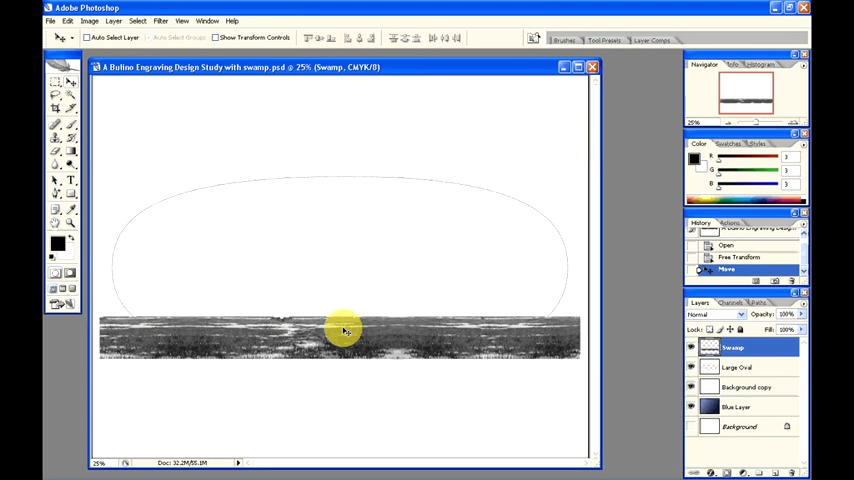 Adobe Photoshop
File Edit Image Layer Select Filter View Window Help
Auto Select Layer Auto Select Groups Show Transform Controls
Brushes Tool Presets Layer Comps
A Bulino Engraving Design Study with swamp.psd @ 25% (Swamp, CMYK/8)
Navigator Info Histogram
25%
Color Swatches Styles
R 3
G 3
B 3
History Actions
Open
Free Transform
Move
Layers Channels Paths
Normal Opacity: 100%
Lock: Fill: 100%
Swamp
Large Oval
Background copy
Blue Layer
Background
25% Doc: 32.2M/55.1M